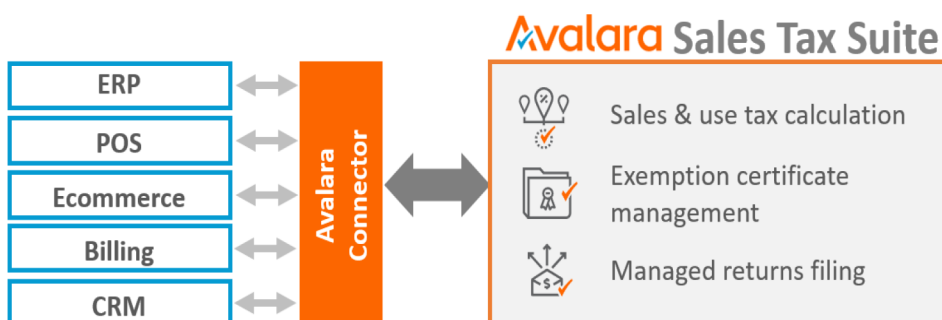 Avalara Sales Tax Suite
ERP
POS
Ecommerce
Billing
CRM
Avalara
Connector
Sales & use tax calculation
Exemption certificate
management
Managed returns filing